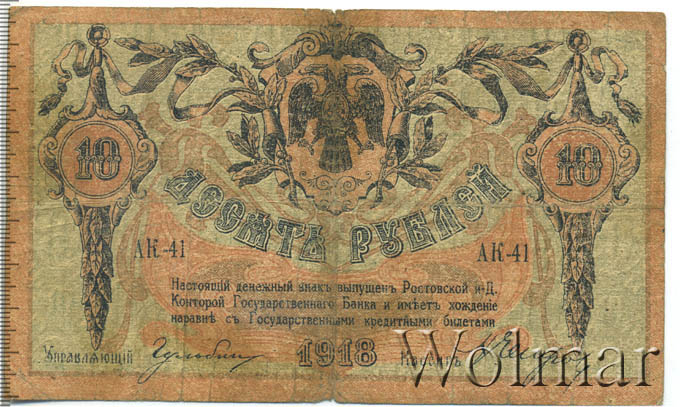 10
10
ДЕСЯТЬ РУБЛЕЙ
АК-41
АК-41
Настоящій денежный знакъ выпущенъ Ростовской н-Д.
Конторой Государственнаго Банка и имѣетъ хожденіе
наравнѣ съ Государственными кредитными билетами
Управляющій
1918
Кассиръ
Wolmar